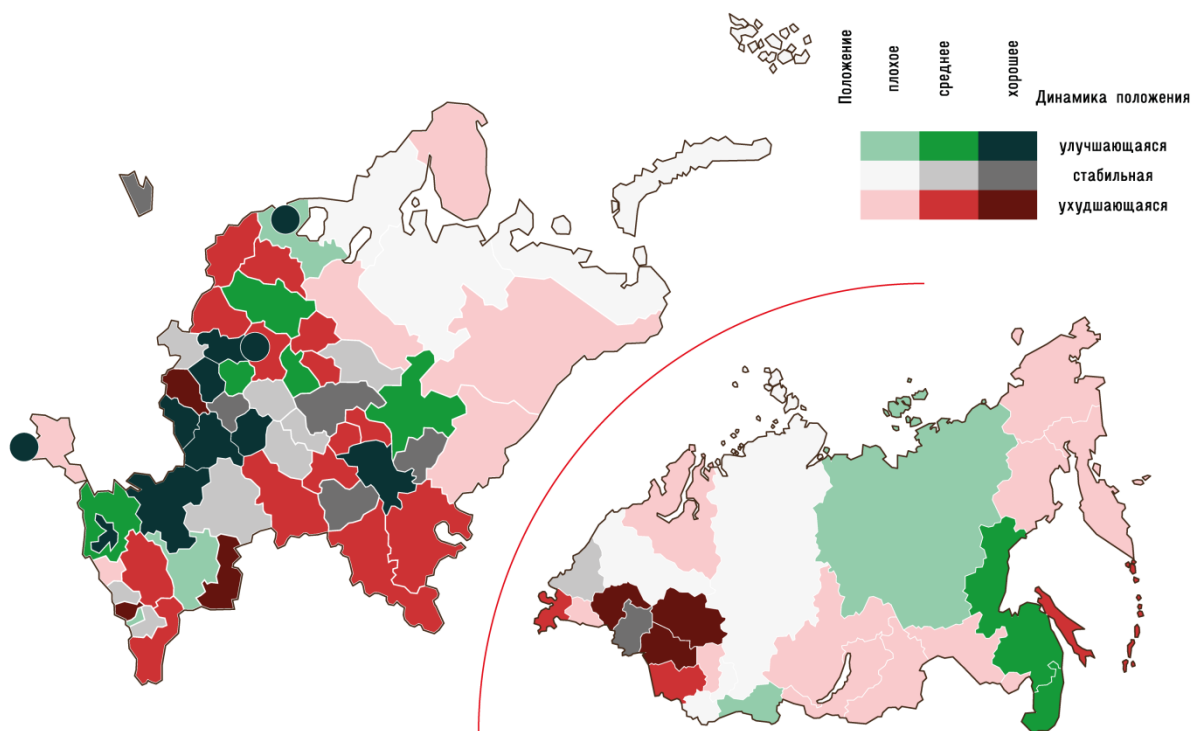 Положение
плохое
среднее
хорошее
Динамика положения
улучшающаяся
стабильная
ухудшающаяся